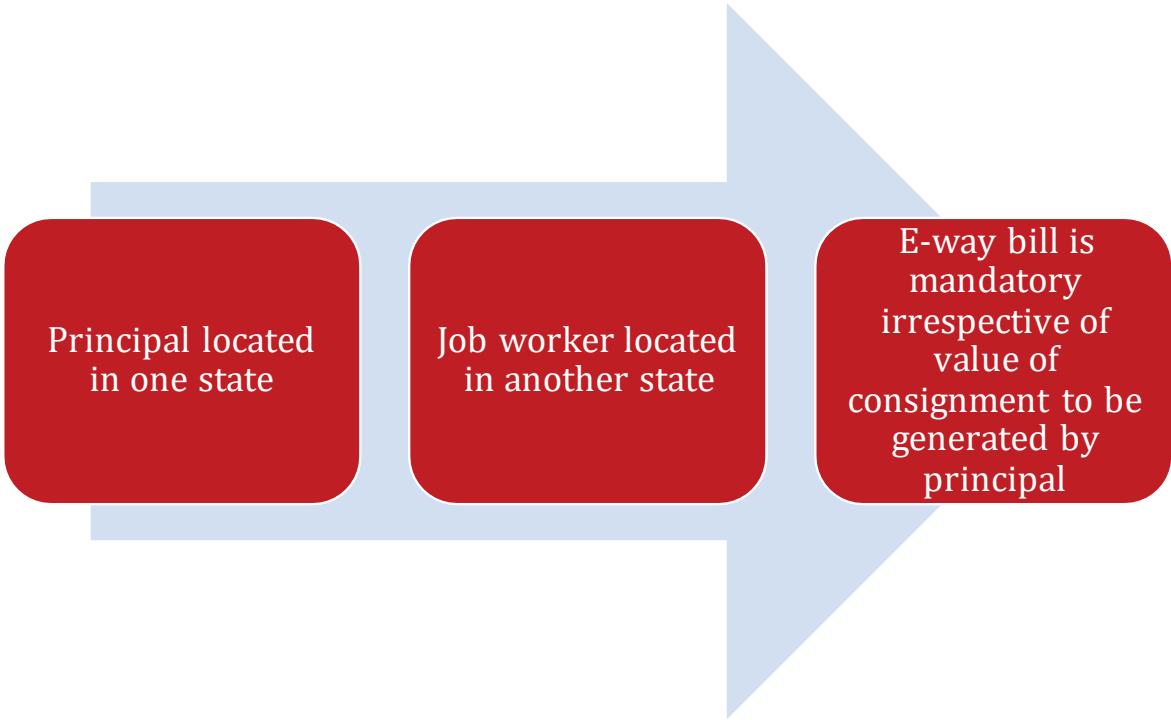 Principal located
in one state
Job worker located
in another state
E-way bill is
mandatory
irrespective of
value of
consignment to be
generated by
principal